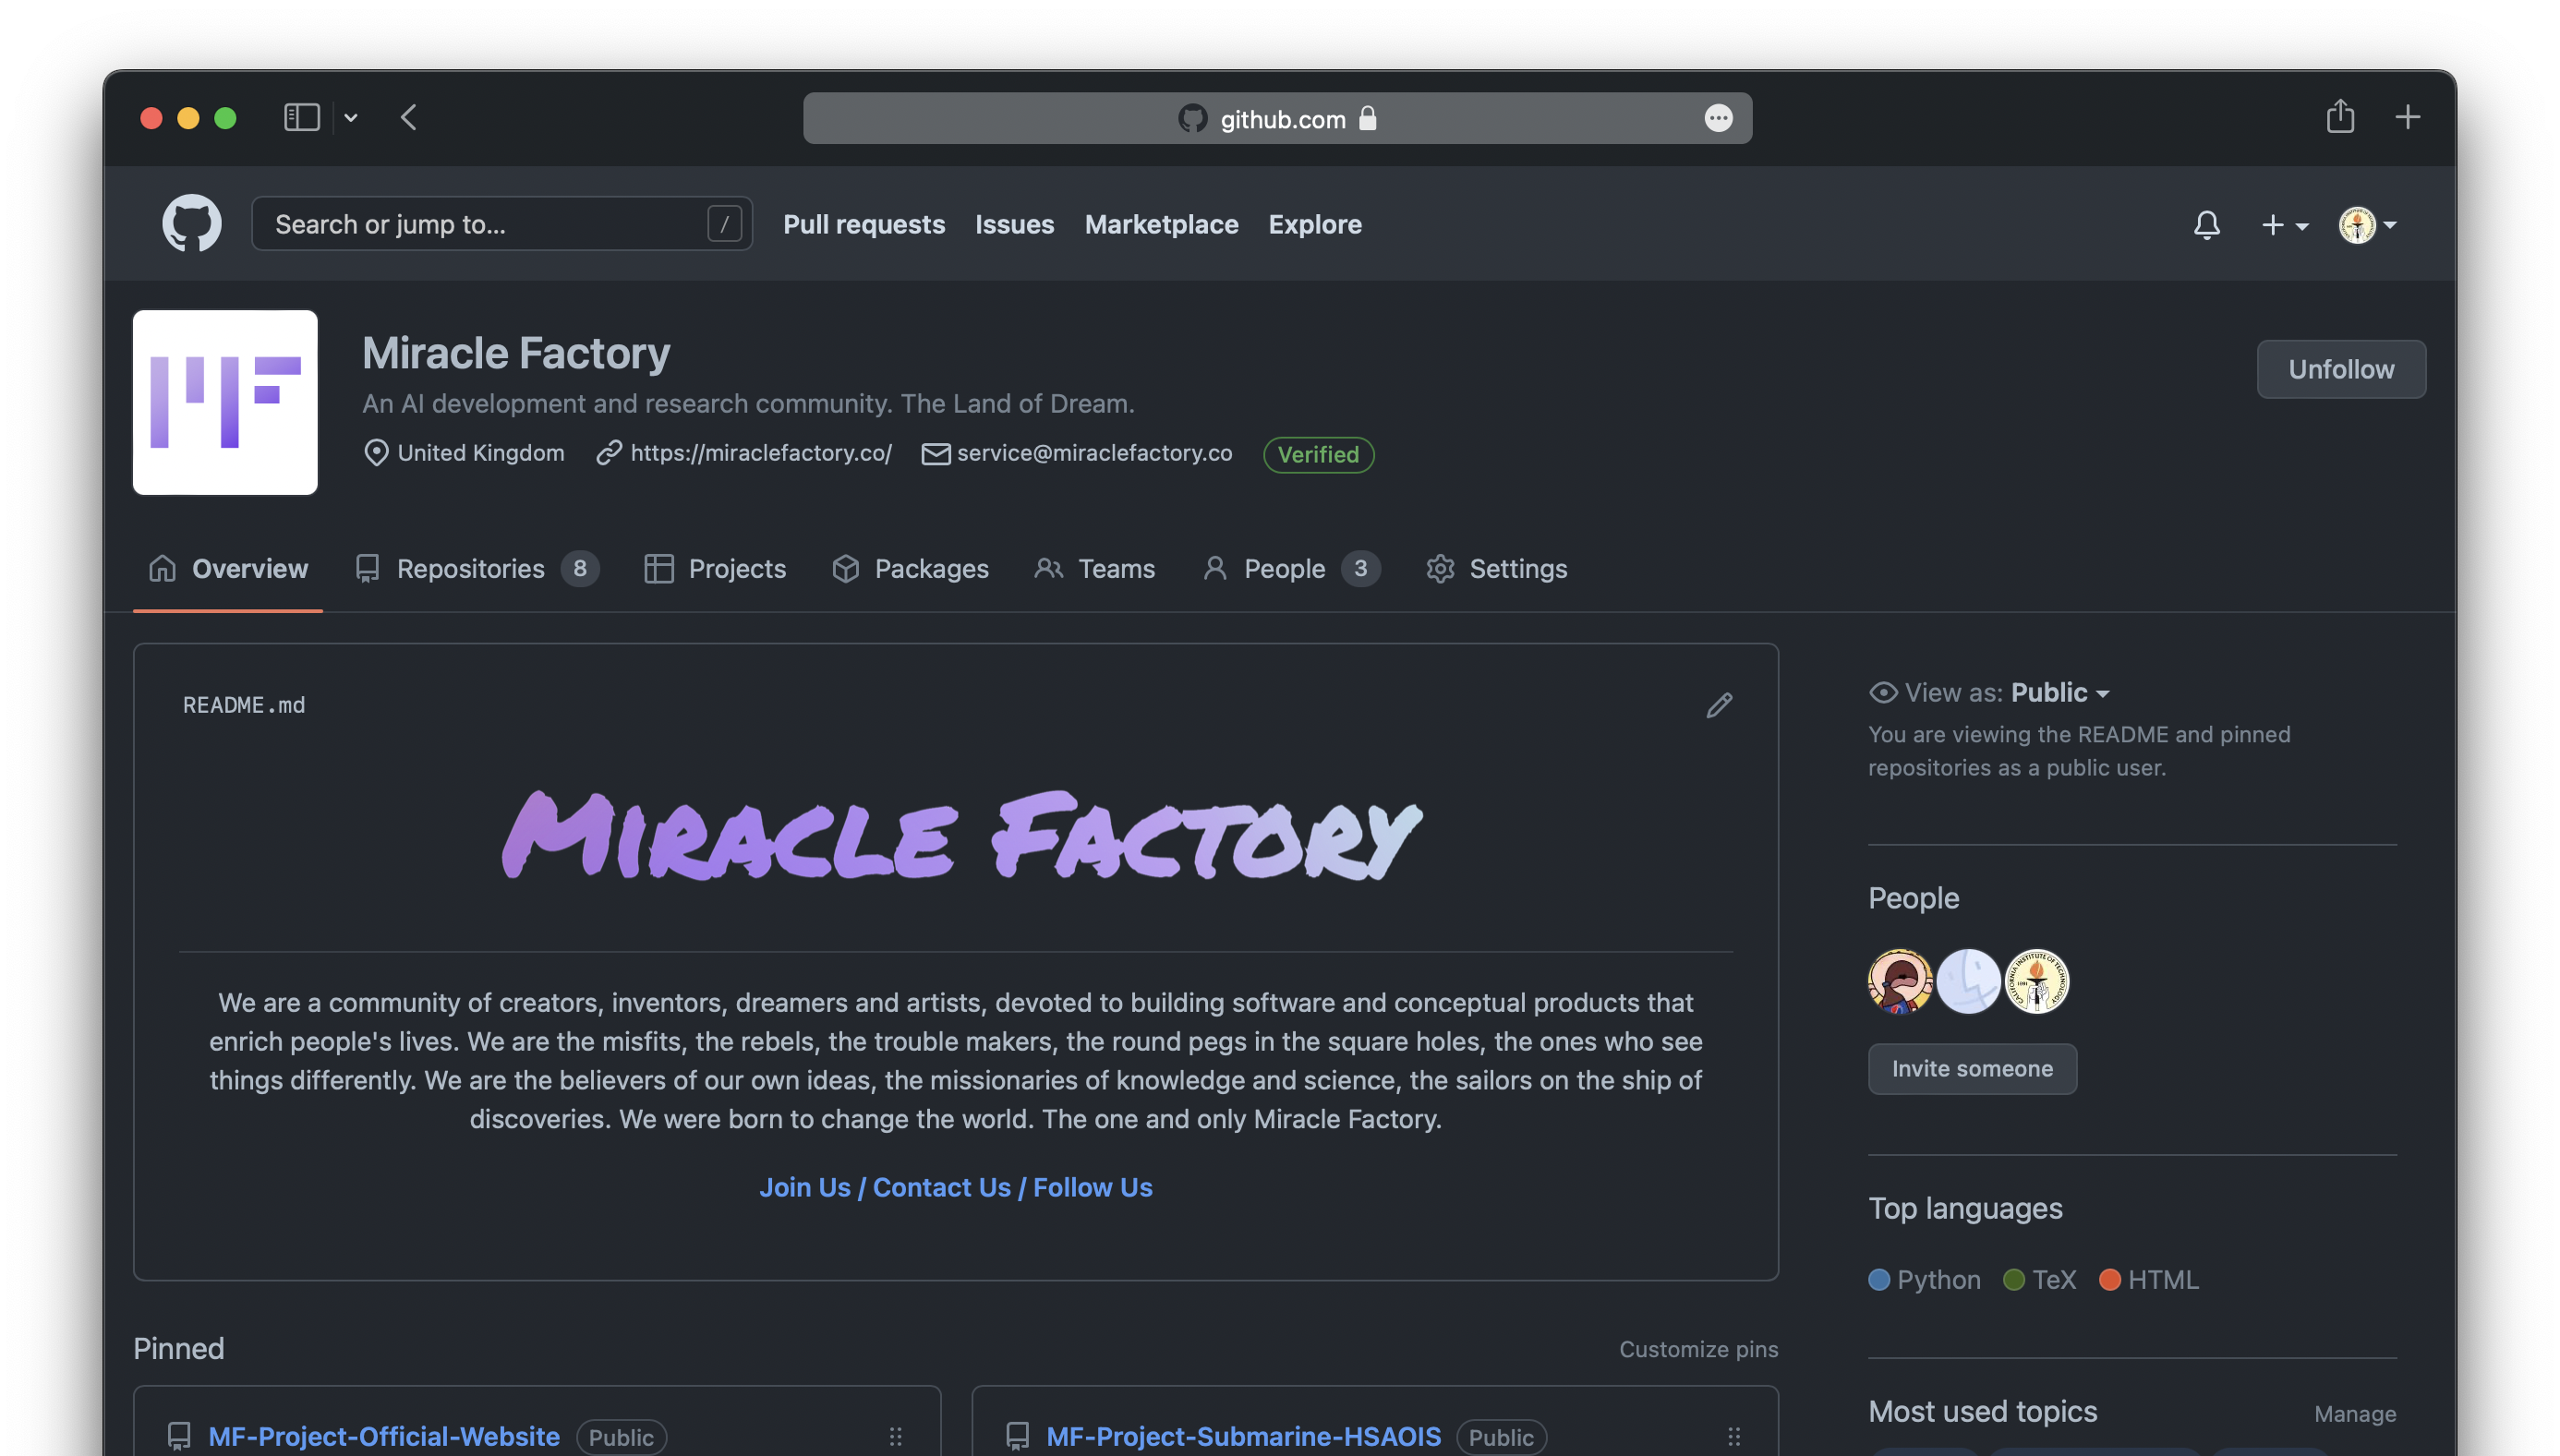 github.com
Search or jump to... /
Pull requests Issues Marketplace Explore
MF
Miracle Factory
Unfollow
An AI development and research community. The Land of Dream.
United Kingdom https://miraclefactory.co/ service@miraclefactory.co Verified
Overview Repositories 8 Projects Packages Teams People 3 Settings
README.md
MIRACLE FACTORY
We are a community of creators, inventors, dreamers and artists, devoted to building software and conceptual products that
enrich people's lives. We are the misfits, the rebels, the trouble makers, the round pegs in the square holes, the ones who see
things differently. We are the believers of our own ideas, the missionaries of knowledge and science, the sailors on the ship of
discoveries. We were born to change the world. The one and only Miracle Factory.
Join Us / Contact Us / Follow Us
Pinned
Customize pins
MF-Project-Official-Website Public
MF-Project-Submarine-HSAOIS Public
View as: Public
You are viewing the README and pinned
repositories as a public user.
People
CALIFORNIA INSTITUTE OF TECHNOLOGY
1891
Invite someone
Top languages
Python TeX HTML
Most used topics
Manage